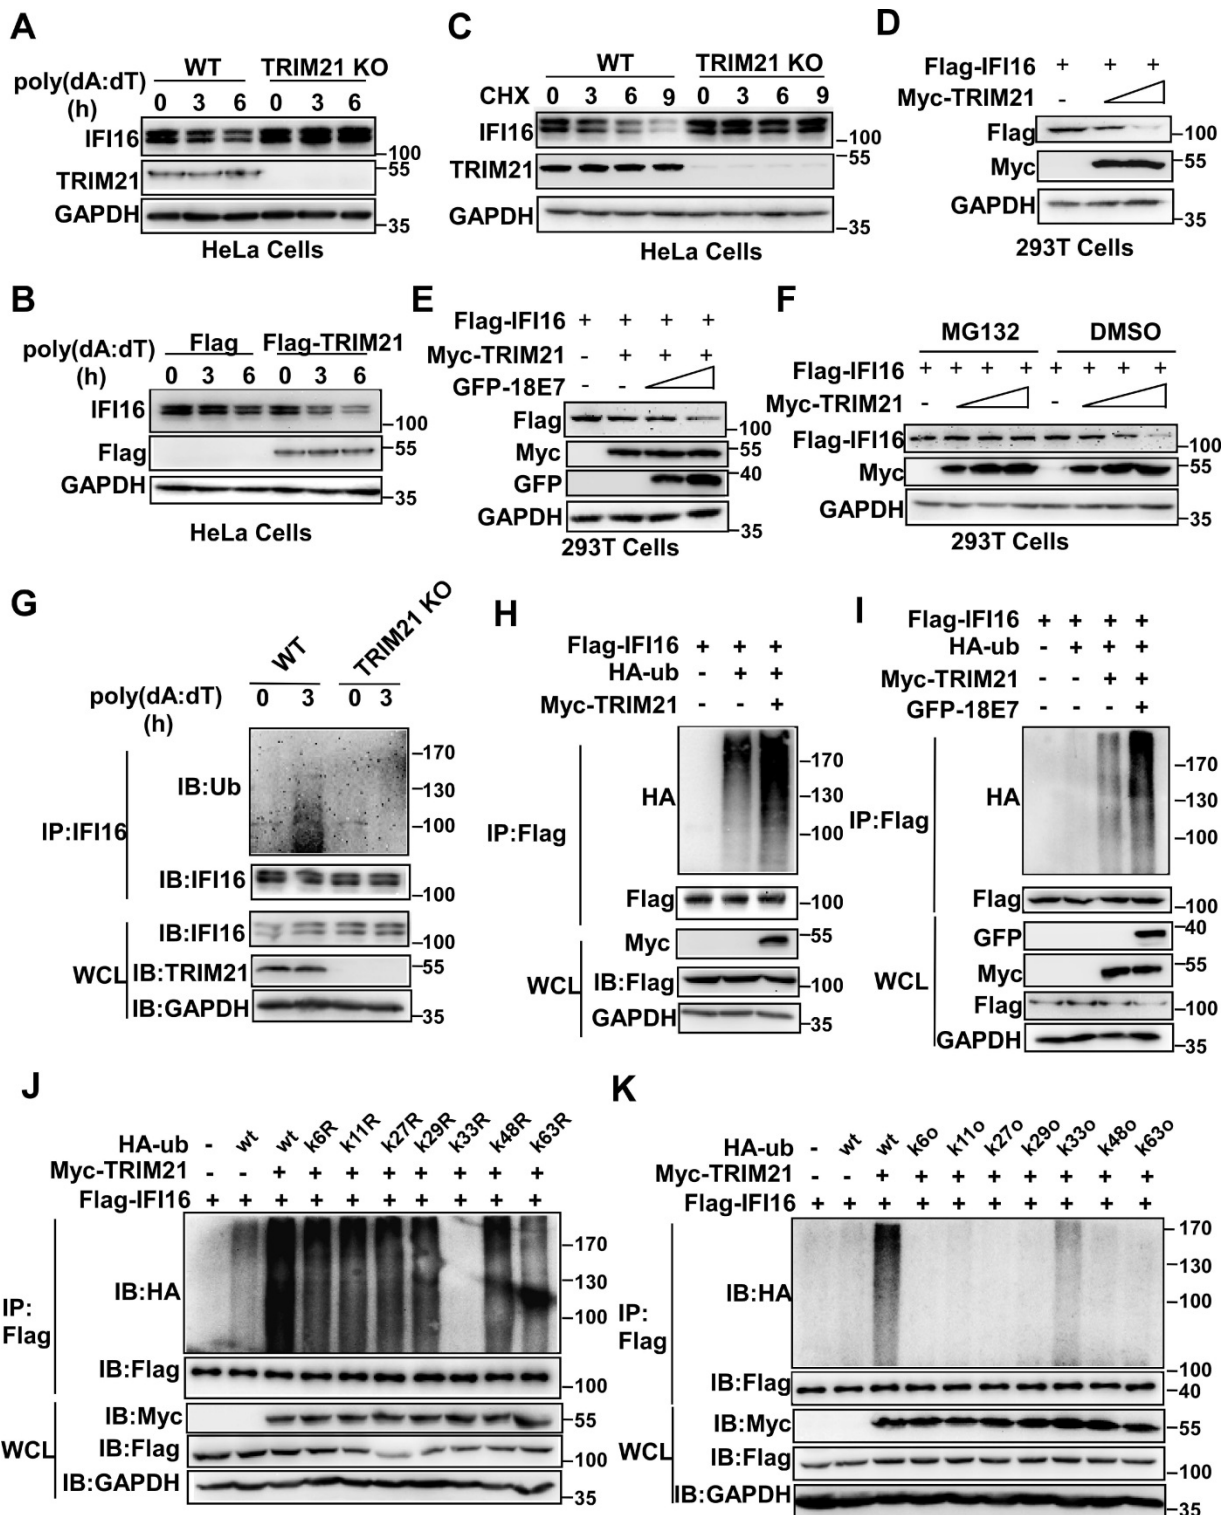 A
WT TRIM21 KO
poly(dA:dT)
(h) 0 3 6 0 3 6
IFI16
–100
TRIM21 –55
GAPDH –35
HeLa Cells
B
Flag Flag-TRIM21
poly(dA:dT)
(h) 0 3 6 0 3 6
IFI16
–100
Flag –55
GAPDH –35
HeLa Cells
C
WT TRIM21 KO
CHX 0 3 6 9 0 3 6 9
IFI16
–100
TRIM21 –55
GAPDH –35
HeLa Cells
D
Flag-IFI16 + + +
Myc-TRIM21 -
Flag –100
Myc –55
GAPDH –35
293T Cells
E
Flag-IFI16 + + + +
Myc-TRIM21 - + + +
GFP-18E7 - -
Flag –100
Myc –55
GFP –40
GAPDH –35
293T Cells
F
MG132 DMSO
Flag-IFI16 + + + + + + + +
Myc-TRIM21 - -
Flag-IFI16 –100
Myc –55
GAPDH –35
293T Cells
G
WT TRIM21 KO
poly(dA:dT)
(h) 0 3 0 3
IP:IFI16
IB:Ub –170
–130
–100
IB:IFI16 –100
WCL
IB:IFI16 –100
IB:TRIM21 –55
IB:GAPDH –35
H
Flag-IFI16 + + +
HA-ub - + +
Myc-TRIM21 - - +
IP:Flag
HA –170
–130
–100
Flag –100
WCL
Myc –55
IB:Flag –100
GAPDH –35
I
Flag-IFI16 + + + +
HA-ub - + + +
Myc-TRIM21 - - + +
GFP-18E7 - - - +
IP:Flag
HA –170
–130
–100
Flag –100
WCL
GFP –40
Myc –55
Flag –100
GAPDH –35
J
HA-ub - wt wt k6R k11R k27R k29R k33R k48R k63R
Myc-TRIM21 - - + + + + + + + +
Flag-IFI16 + + + + + + + + + +
IP:
Flag
IB:HA –170
–130
–100
IB:Flag –100
WCL
IB:Myc –55
IB:Flag –100
IB:GAPDH –35
K
HA-ub - wt wt k6o k11o k27o k29o k33o k48o k63o
Myc-TRIM21 - - + + + + + + + +
Flag-IFI16 + + + + + + + + + +
IP:
Flag
IB:HA –170
–130
–100
–100
IB:Flag –40
WCL
IB:Myc –55
IB:Flag –100
IB:GAPDH –35